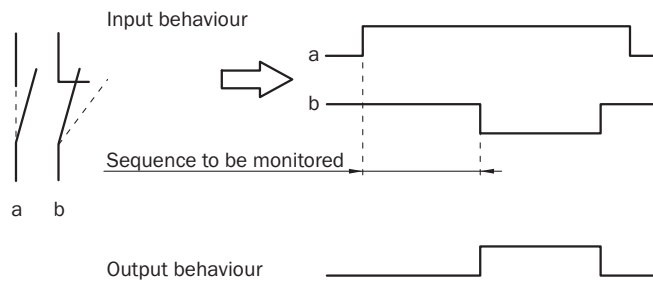 Input behaviour
a
b
Sequence to be monitored
a b
Output behaviour